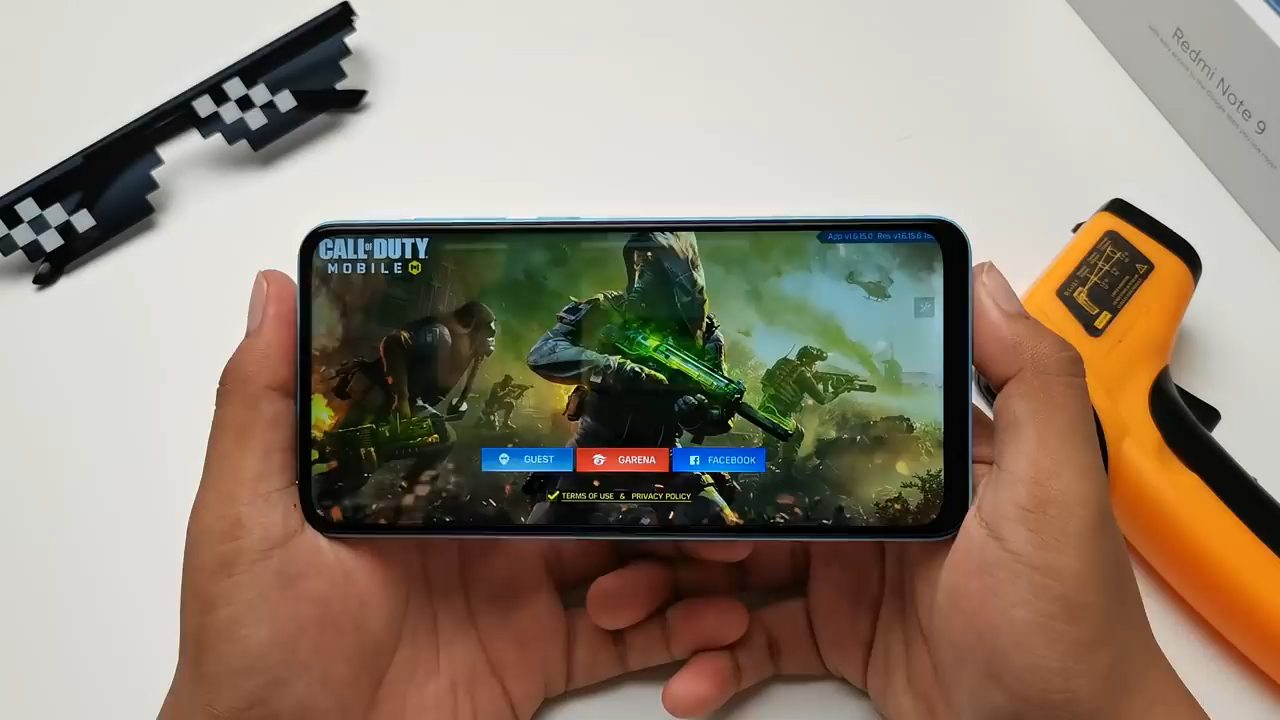 Redmi Note 9
CALL OF DUTY
MOBILE
App v1.6.15.0 Res v1.6.15.6
GUEST
GARENA
FACEBOOK
TERMS OF USE & PRIVACY POLICY